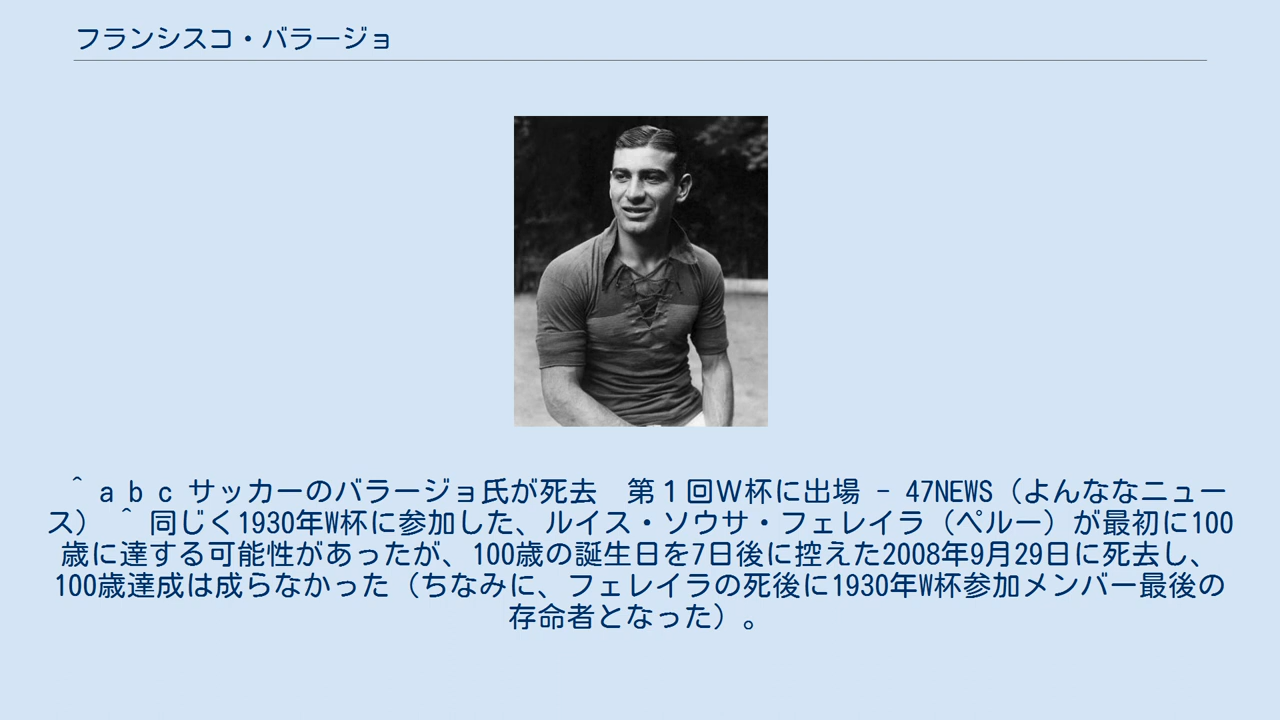 フランシスコ・バラージョ
^ a b c サッカーのバラージョ氏が死去　第１回Ｗ杯に出場 - 47NEWS（よんななニュー
ス） ^ 同じく1930年W杯に参加した、ルイス・ソウサ・フェレイラ（ペルー）が最初に100
歳に達する可能性があったが、100歳の誕生日を7日後に控えた2008年9月29日に死去し、
100歳達成は成らなかった（ちなみに、フェレイラの死後に1930年W杯参加メンバー最後の
存命者となった）。